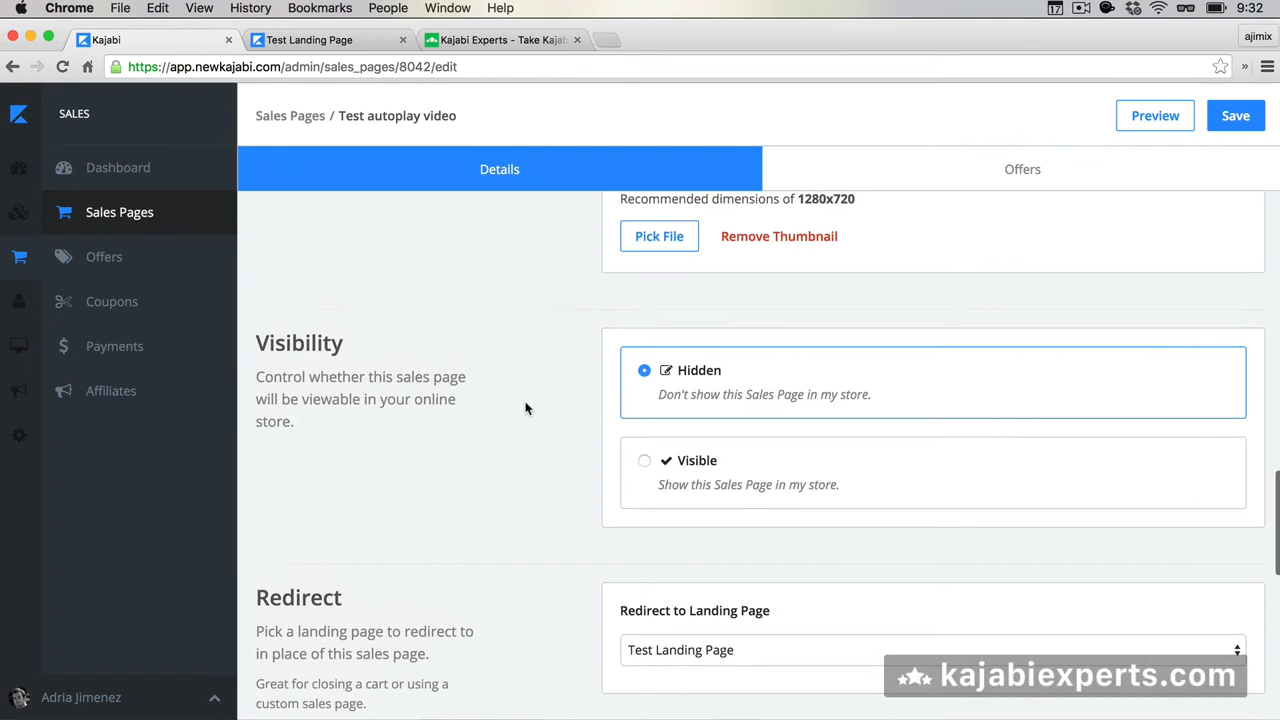 Chrome File Edit View History Bookmarks People Window Help 17 9:32
Kajabi Test Landing Page Kajabi Experts - Take Kajab ajimix
https://app.newkajabi.com/admin/sales_pages/8042/edit
SALES
Sales Pages / Test autoplay video
Preview Save
Dashboard
Sales Pages
Offers
Coupons
Payments
Affiliates
Adria Jimenez
Details Offers
Recommended dimensions of 1280x720
Pick File Remove Thumbnail
Visibility
Control whether this sales page
will be viewable in your online
store.
Hidden
Don't show this Sales Page in my store.
Visible
Show this Sales Page in my store.
Redirect
Pick a landing page to redirect to
in place of this sales page.
Great for closing a cart or using a
custom sales page.
Redirect to Landing Page
Test Landing Page
kajabiexperts.com